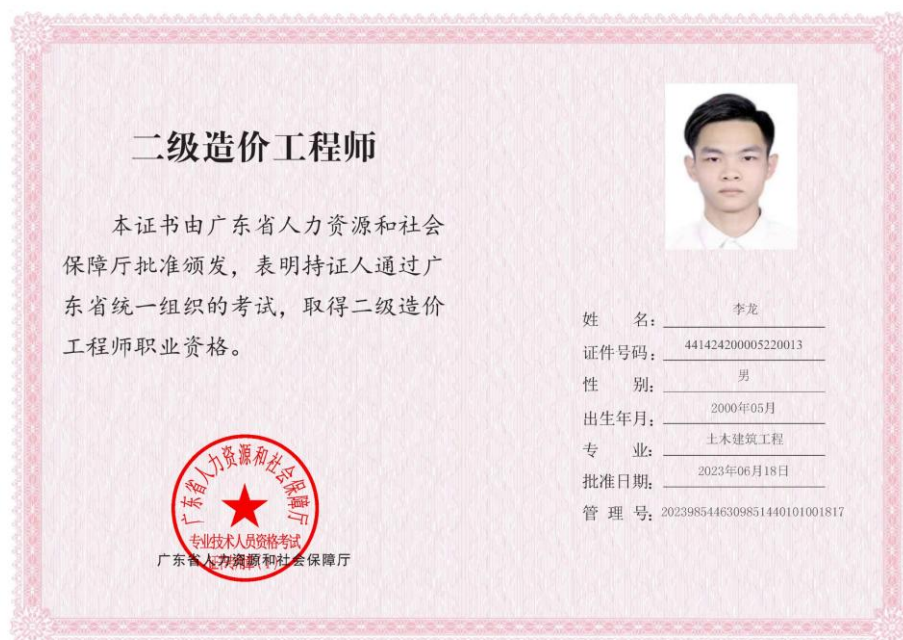 二级造价工程师
本证书由广东省人力资源和社会
保障厅批准颁发，表明持证人通过广
东省统一组织的考试，取得二级造价
工程师职业资格。
广东省人力资源和社会保障厅
专业技术人员资格考试
广东省人力资源和社会保障厅
姓 名：李龙
证件号码：441424200005220013
性 别：男
出生年月：2000年05月
专 业：土木建筑工程
批准日期：2023年06月18日
管 理 号：2023985446309851440101001817